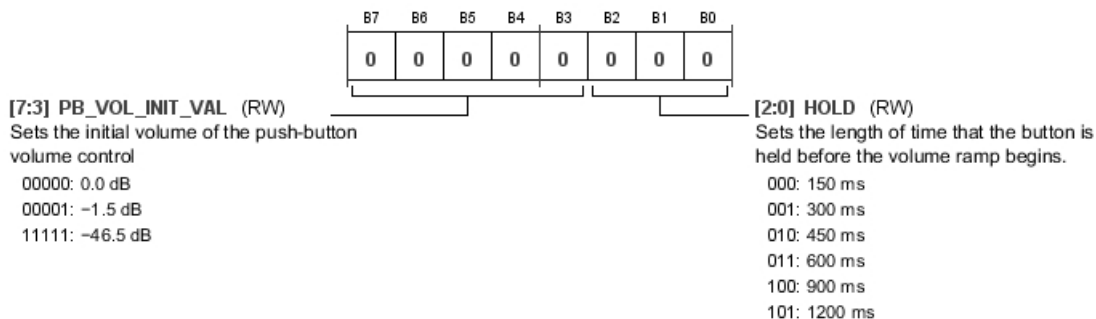 B7 B6 B5 B4 B3 B2 B1 B0
0 0 0 0 0 0 0 0
[7:3] PB_VOL_INIT_VAL (RW)
Sets the initial volume of the push-button
volume control
00000: 0.0 dB
00001: −1.5 dB
11111: −46.5 dB
[2:0] HOLD (RW)
Sets the length of time that the button is
held before the volume ramp begins.
000: 150 ms
001: 300 ms
010: 450 ms
011: 600 ms
100: 900 ms
101: 1200 ms